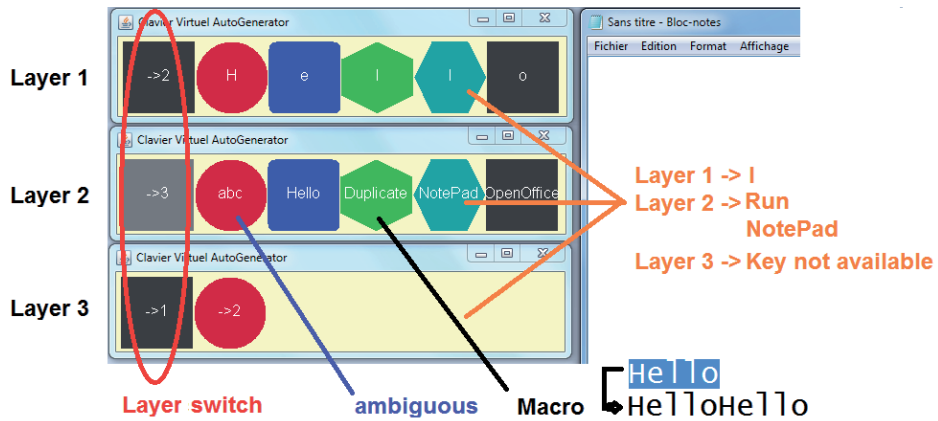 Clavier Virtuel AutoGenerator
Sans titre - Bloc-notes
Fichier Edition Format Affichage
Layer 1
->2 H e l l o
Clavier Virtuel AutoGenerator
Layer 2
->3 abc Hello Duplicate NotePad OpenOffice
Layer 1 -> l
Layer 2 -> Run
NotePad
Layer 3 -> Key not available
Clavier Virtuel AutoGenerator
Layer 3
->1 ->2
Layer switch
ambiguous
Macro
Hello
HelloHello